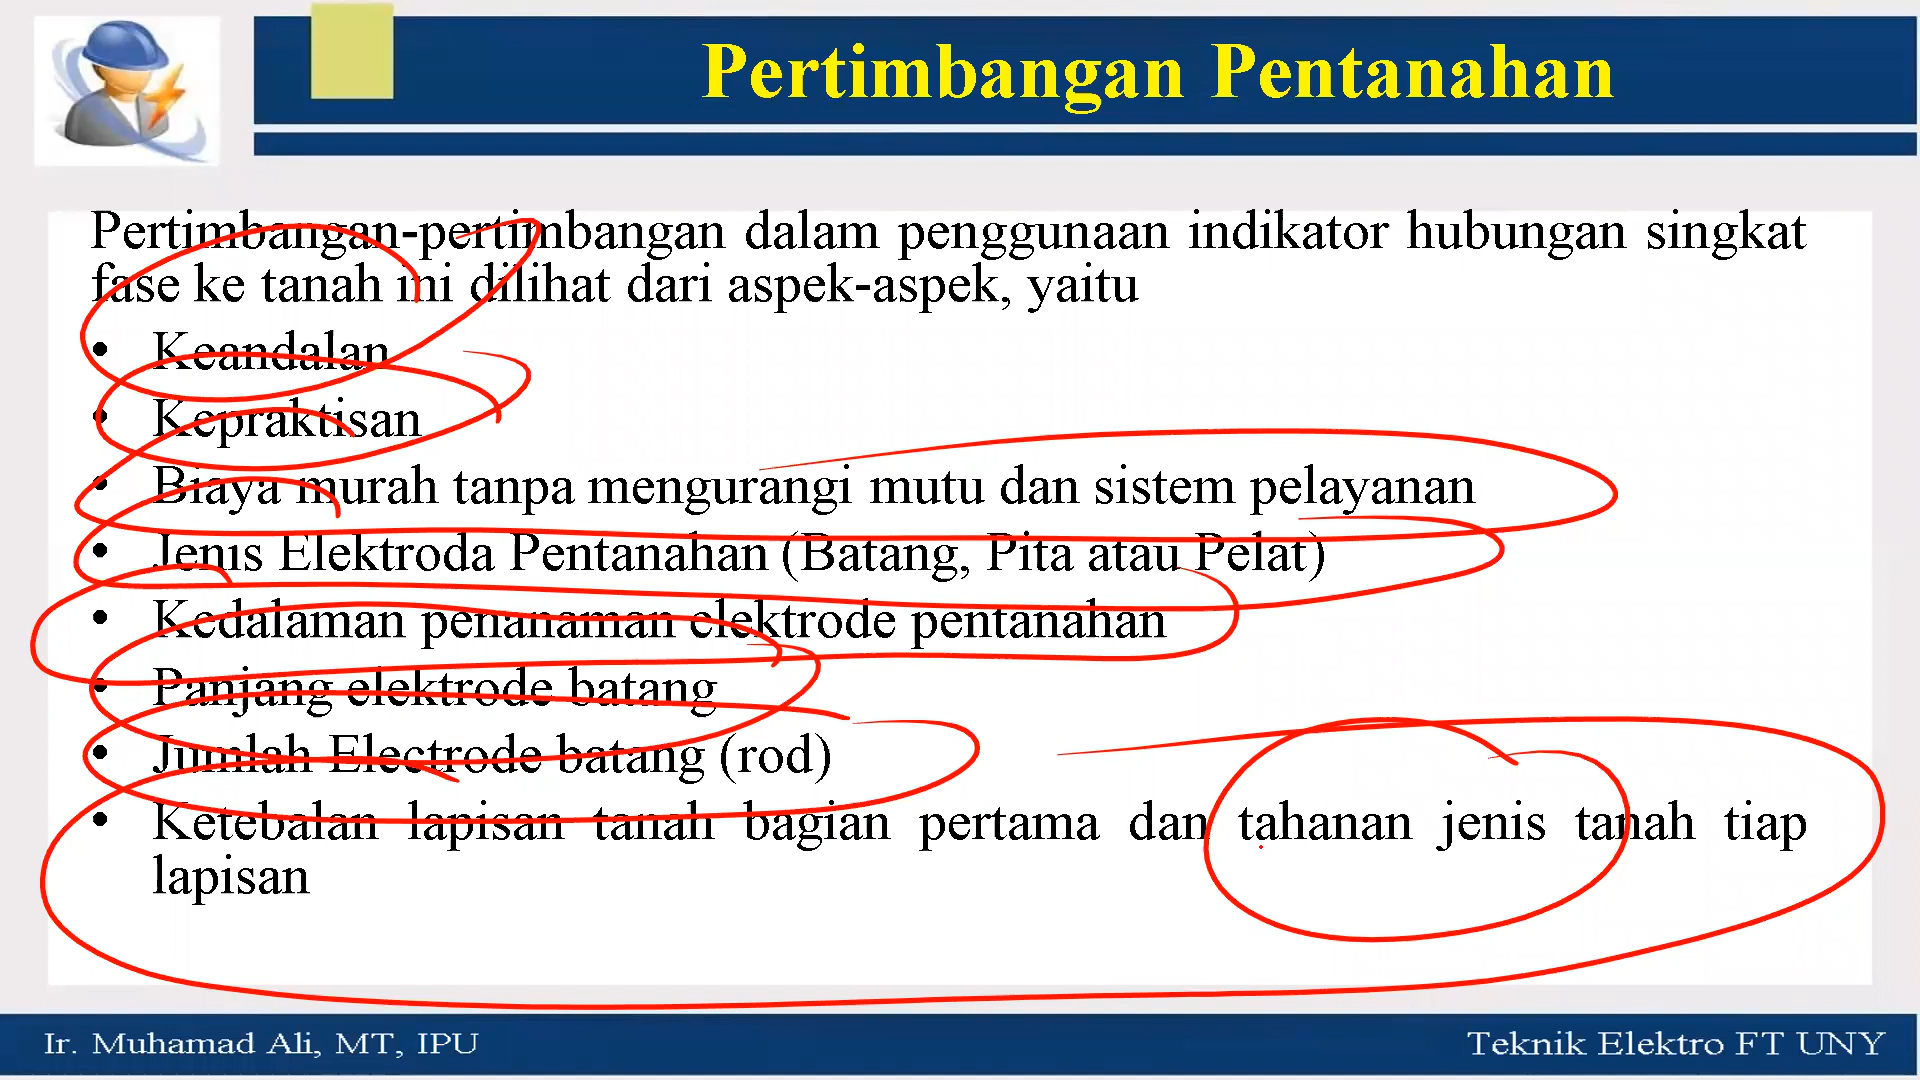 Pertimbangan Pentanahan
Pertimbangan-pertimbangan dalam penggunaan indikator hubungan singkat
fase ke tanah ini dilihat dari aspek-aspek, yaitu
• Keandalan
• Kepraktisan
• Biaya murah tanpa mengurangi mutu dan sistem pelayanan
• Jenis Elektroda Pentanahan (Batang, Pita atau Pelat)
• Kedalaman penanaman elektrode pentanahan
• Panjang elektrode batang
• Jumlah Electrode batang (rod)
• Ketebalan lapisan tanah bagian pertama dan tahanan jenis tanah tiap
lapisan
Ir. Muhamad Ali, MT, IPU
Teknik Elektro FT UNY